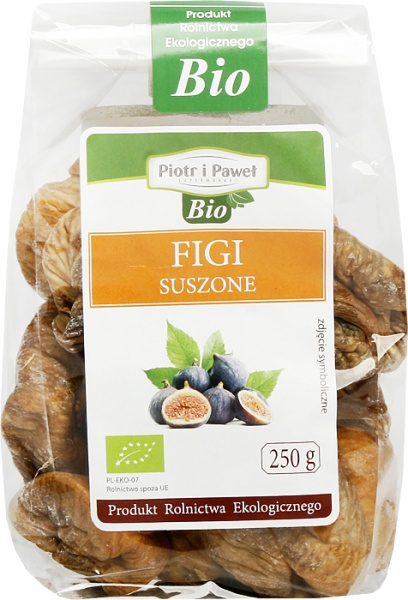 Produkt
Rolnictwa
Ekologicznego
Bio
Piotr i Paweł
SUPERMARKET
Bio
FIGI
SUSZONE
zdjęcie symboliczne
250 g
PL-EKO-07
Rolnictwo spoza UE
Produkt Rolnictwa Ekologicznego